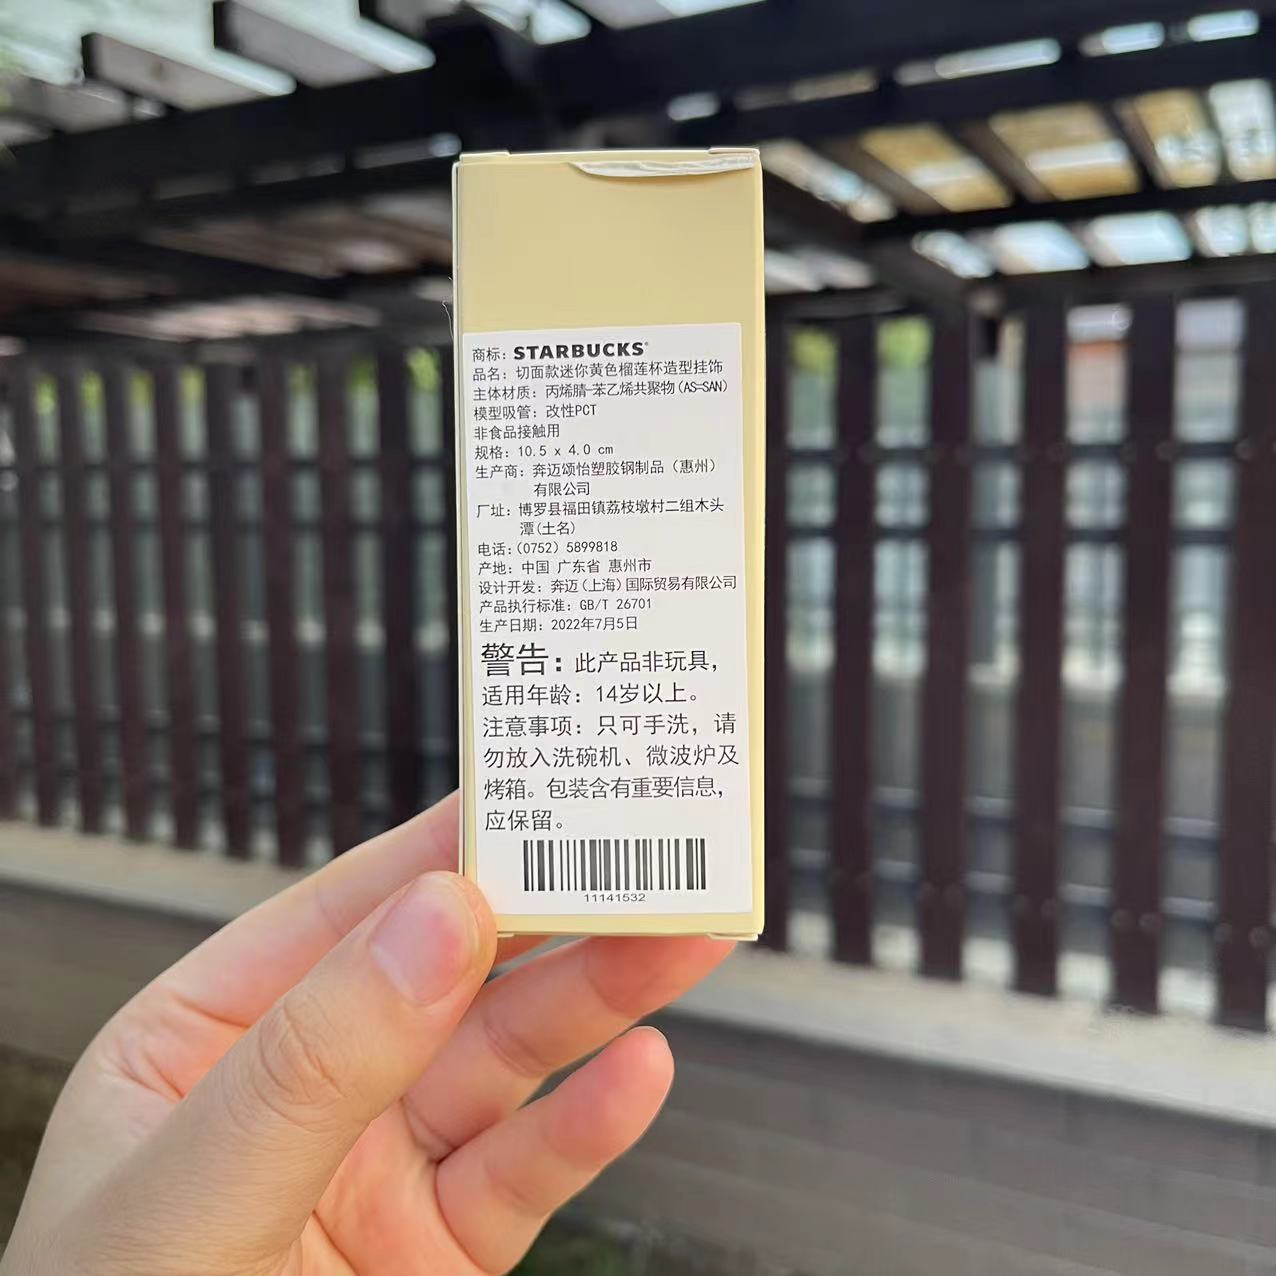 商标：STARBUCKS®
品名：切面款迷你黄色榴莲杯造型挂饰
主体材质：丙烯腈-苯乙烯共聚物(AS-SAN)
模型吸管：改性PCT
非食品接触用
规格：10.5 x 4.0 cm
生产商：奔迈颂怡塑胶钢制品（惠州）
有限公司
厂址：博罗县福田镇荔枝墩村二组木头
潭(土名)
电话：(0752) 5899818
产地：中国 广东省 惠州市
设计开发：奔迈(上海)国际贸易有限公司
产品执行标准：GB/T 26701
生产日期：2022年7月5日
警告：此产品非玩具，
适用年龄：14岁以上。
注意事项：只可手洗，请
勿放入洗碗机、微波炉及
烤箱。包装含有重要信息，
应保留。
11141532